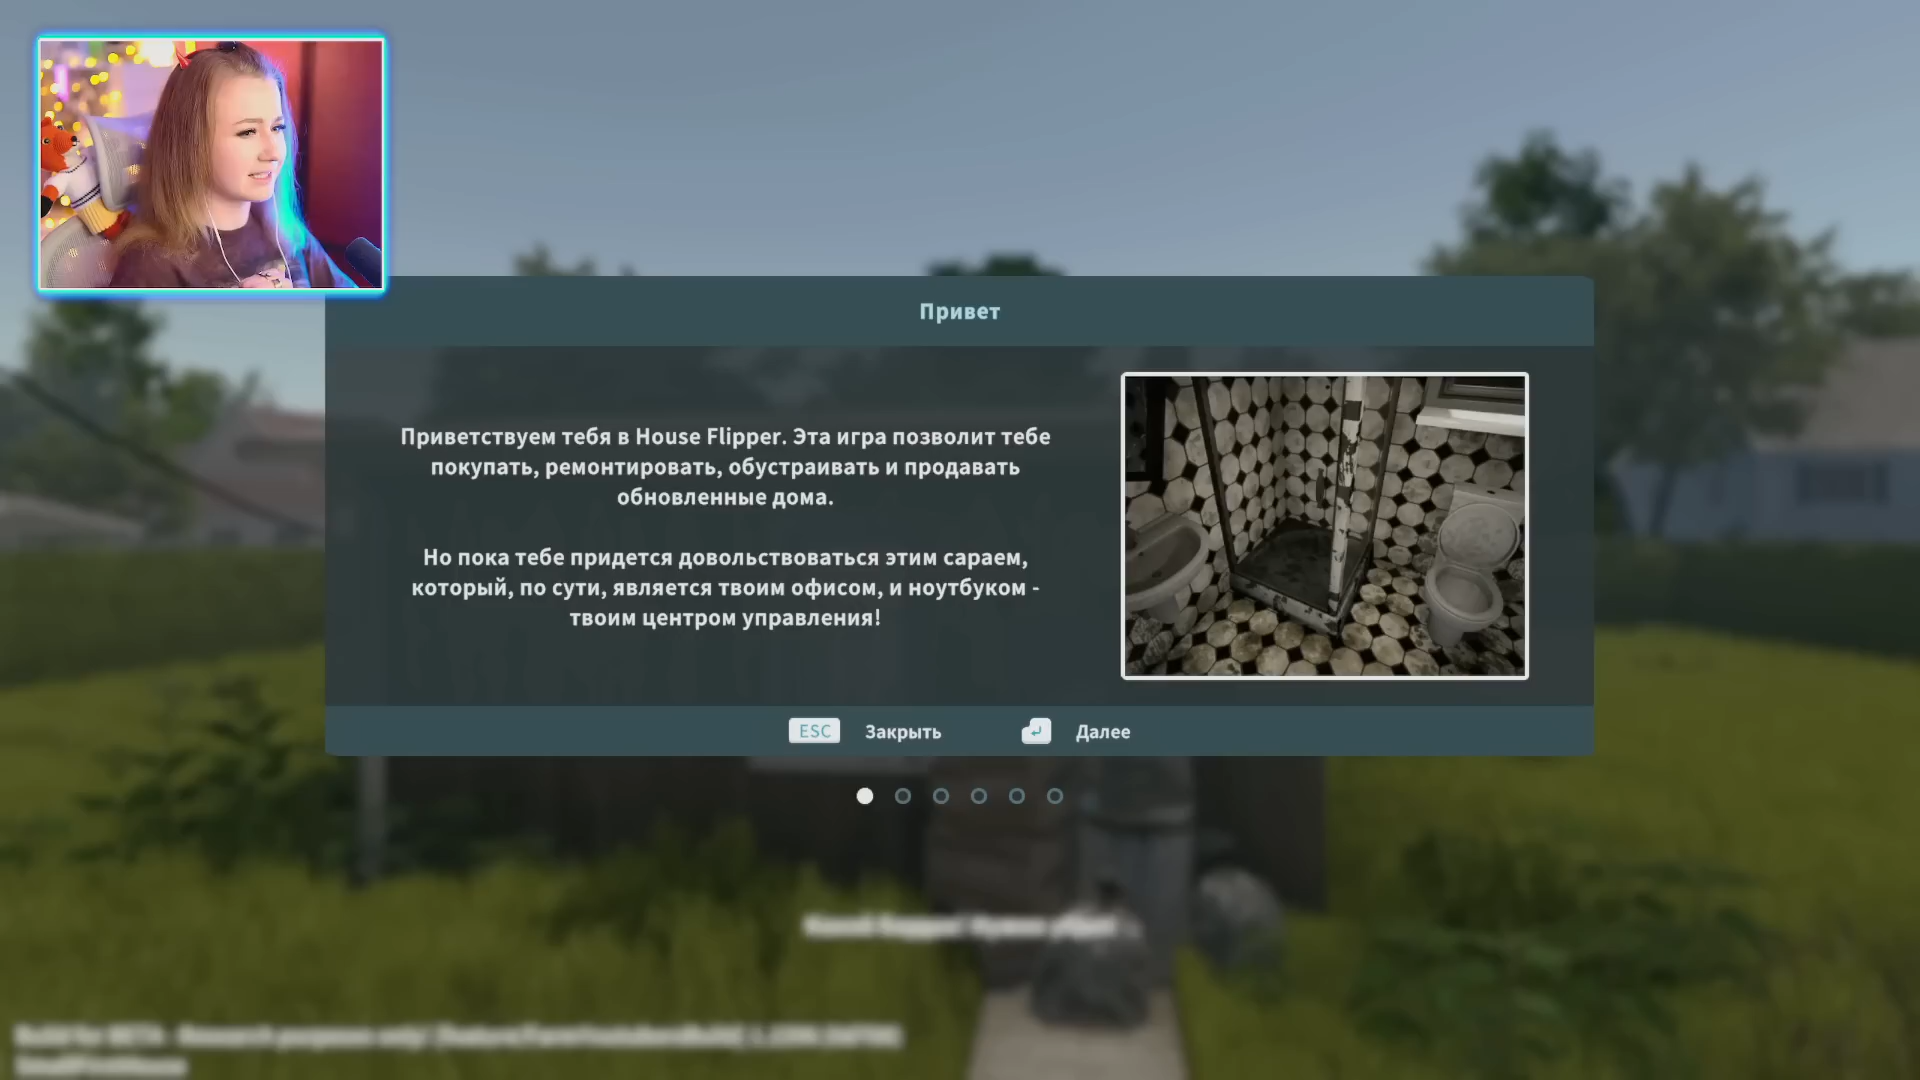 Привет
Приветствуем тебя в House Flipper. Эта игра позволит тебе
покупать, ремонтировать, обустраивать и продавать
обновленные дома.
Но пока тебе придется довольствоваться этим сараем,
который, по сути, является твоим офисом, и ноутбуком -
твоим центром управления!
ESC Закрыть
Далее